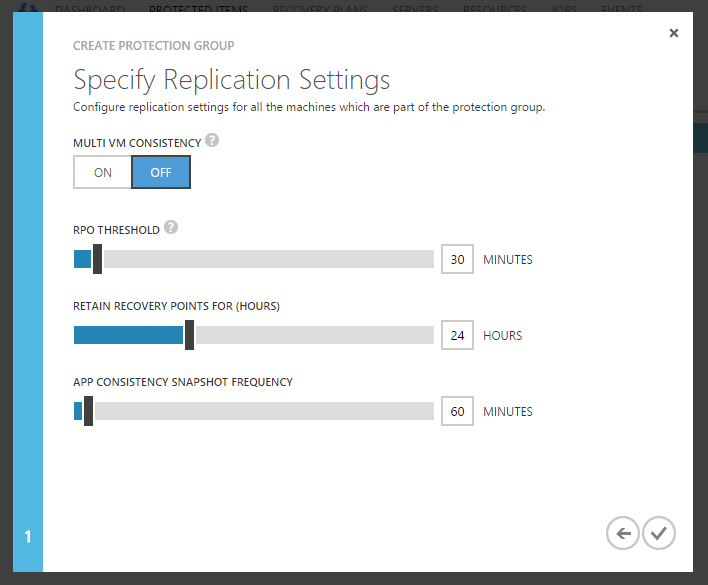 DASHBOARD PROTECTED ITEMS RECOVERY PLANS SERVERS RESOURCES JOBS EVENTS
CREATE PROTECTION GROUP
Specify Replication Settings
Configure replication settings for all the machines which are part of the protection group.
MULTI VM CONSISTENCY ?
ON OFF
RPO THRESHOLD ?
30 MINUTES
RETAIN RECOVERY POINTS FOR (HOURS)
24 HOURS
APP CONSISTENCY SNAPSHOT FREQUENCY
60 MINUTES
1